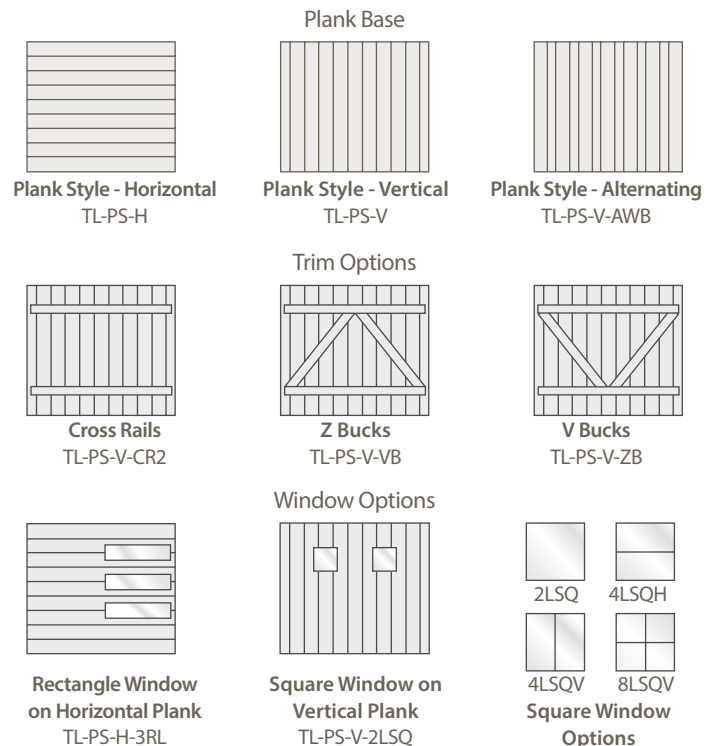 Plank Base
Plank Style - Horizontal
TL-PS-H
Plank Style - Vertical
TL-PS-V
Plank Style - Alternating
TL-PS-V-AWB
Trim Options
Cross Rails
TL-PS-V-CR2
Z Bucks
TL-PS-V-VB
V Bucks
TL-PS-V-ZB
Window Options
Rectangle Window
on Horizontal Plank
TL-PS-H-3RL
Square Window on
Vertical Plank
TL-PS-V-2LSQ
2LSQ
4LSQH
4LSQV
8LSQV
Square Window
Options